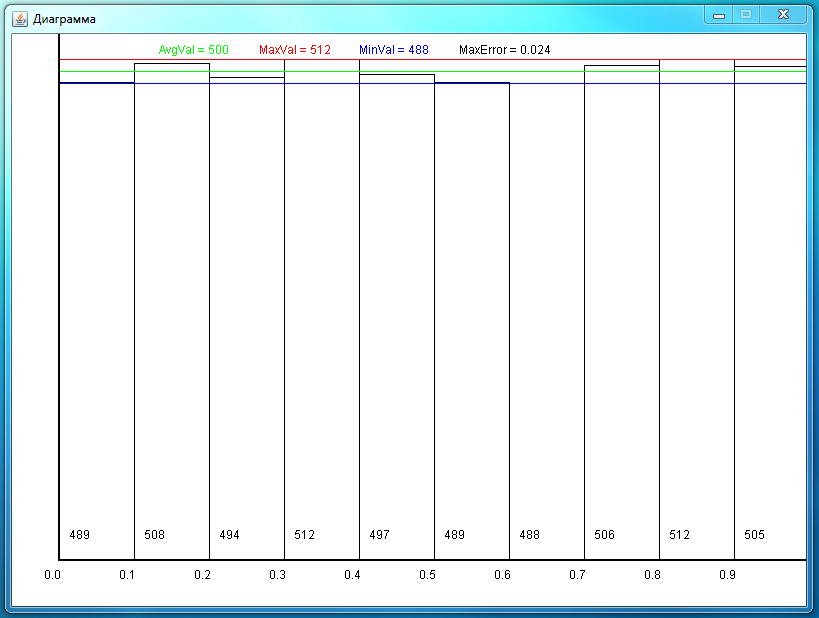 Диаграмма
AvgVal = 500 MaxVal = 512 MinVal = 488 MaxError = 0.024
489 508 494 512 497 489 488 506 512 505
0.0 0.1 0.2 0.3 0.4 0.5 0.6 0.7 0.8 0.9